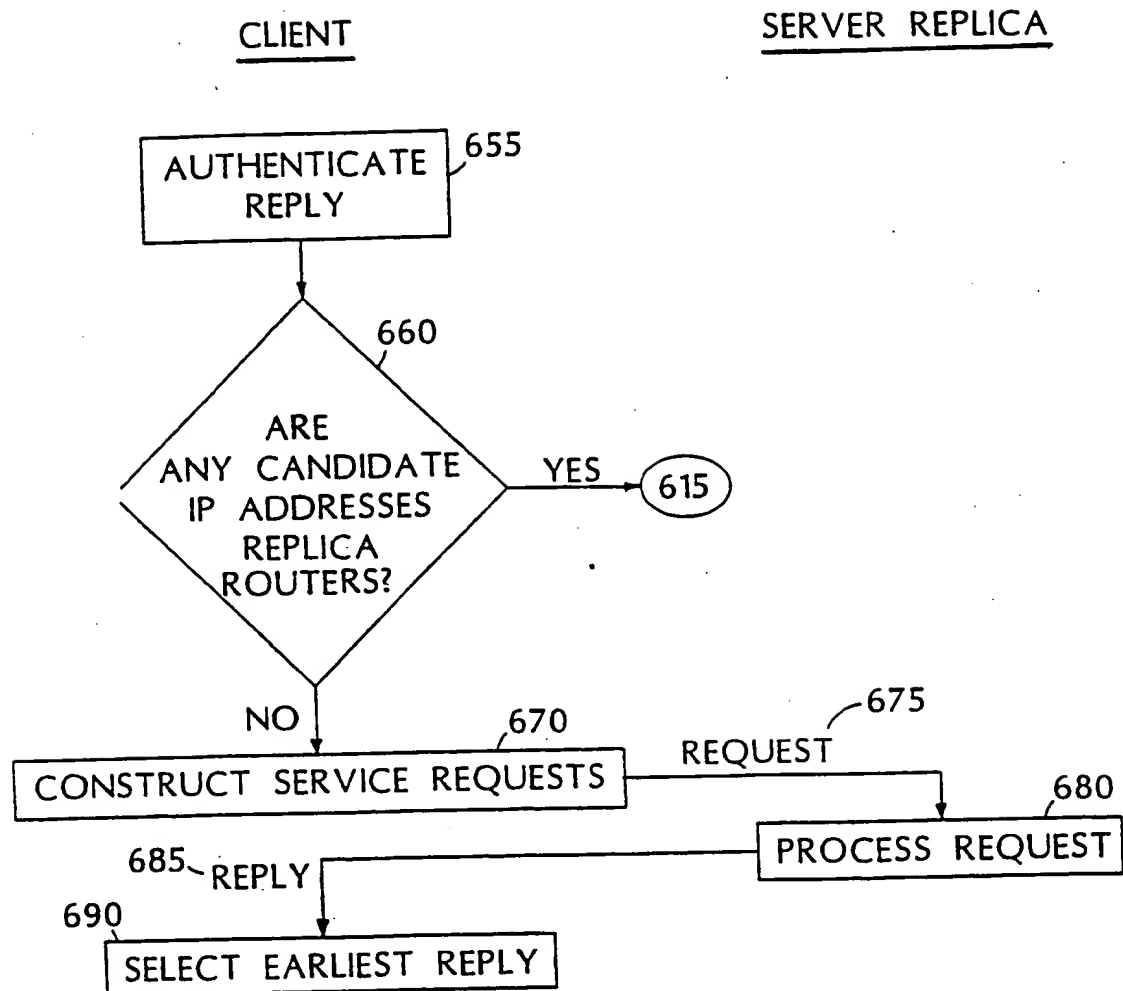 CLIENT
SERVER REPLICA
AUTHENTICATE
REPLY
655
660
ARE
ANY CANDIDATE
IP ADDRESSES
REPLICA
ROUTERS?
YES
615
NO
670
675
CONSTRUCT SERVICE REQUESTS
REQUEST
680
PROCESS REQUEST
685
REPLY
690
SELECT EARLIEST REPLY